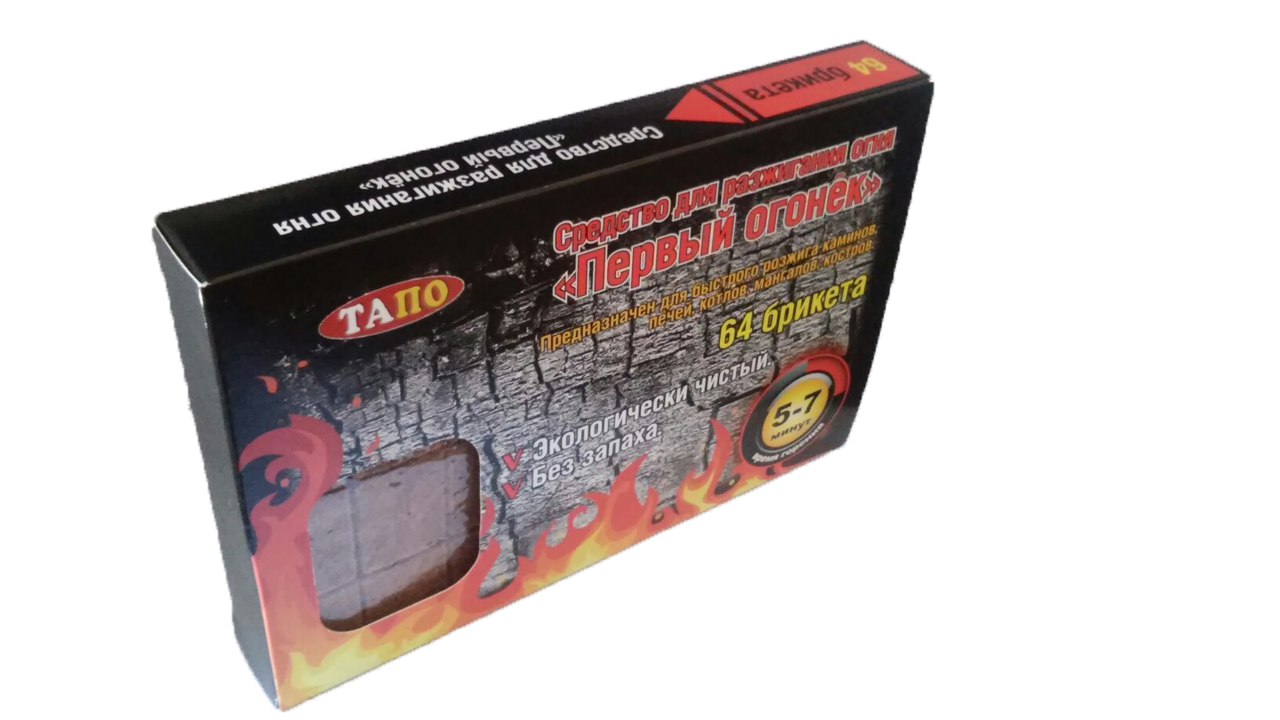 64 брикета
Средство для разжигания огня
«Первый огонёк»
ТАПО
Средство для разжигания огня
«Первый огонёк»
Предназначен для быстрого розжига каминов,
печей, котлов, мангалов, костров.
64 брикета
Экологически чистый.
Без запаха.
5-7
минут
время горения